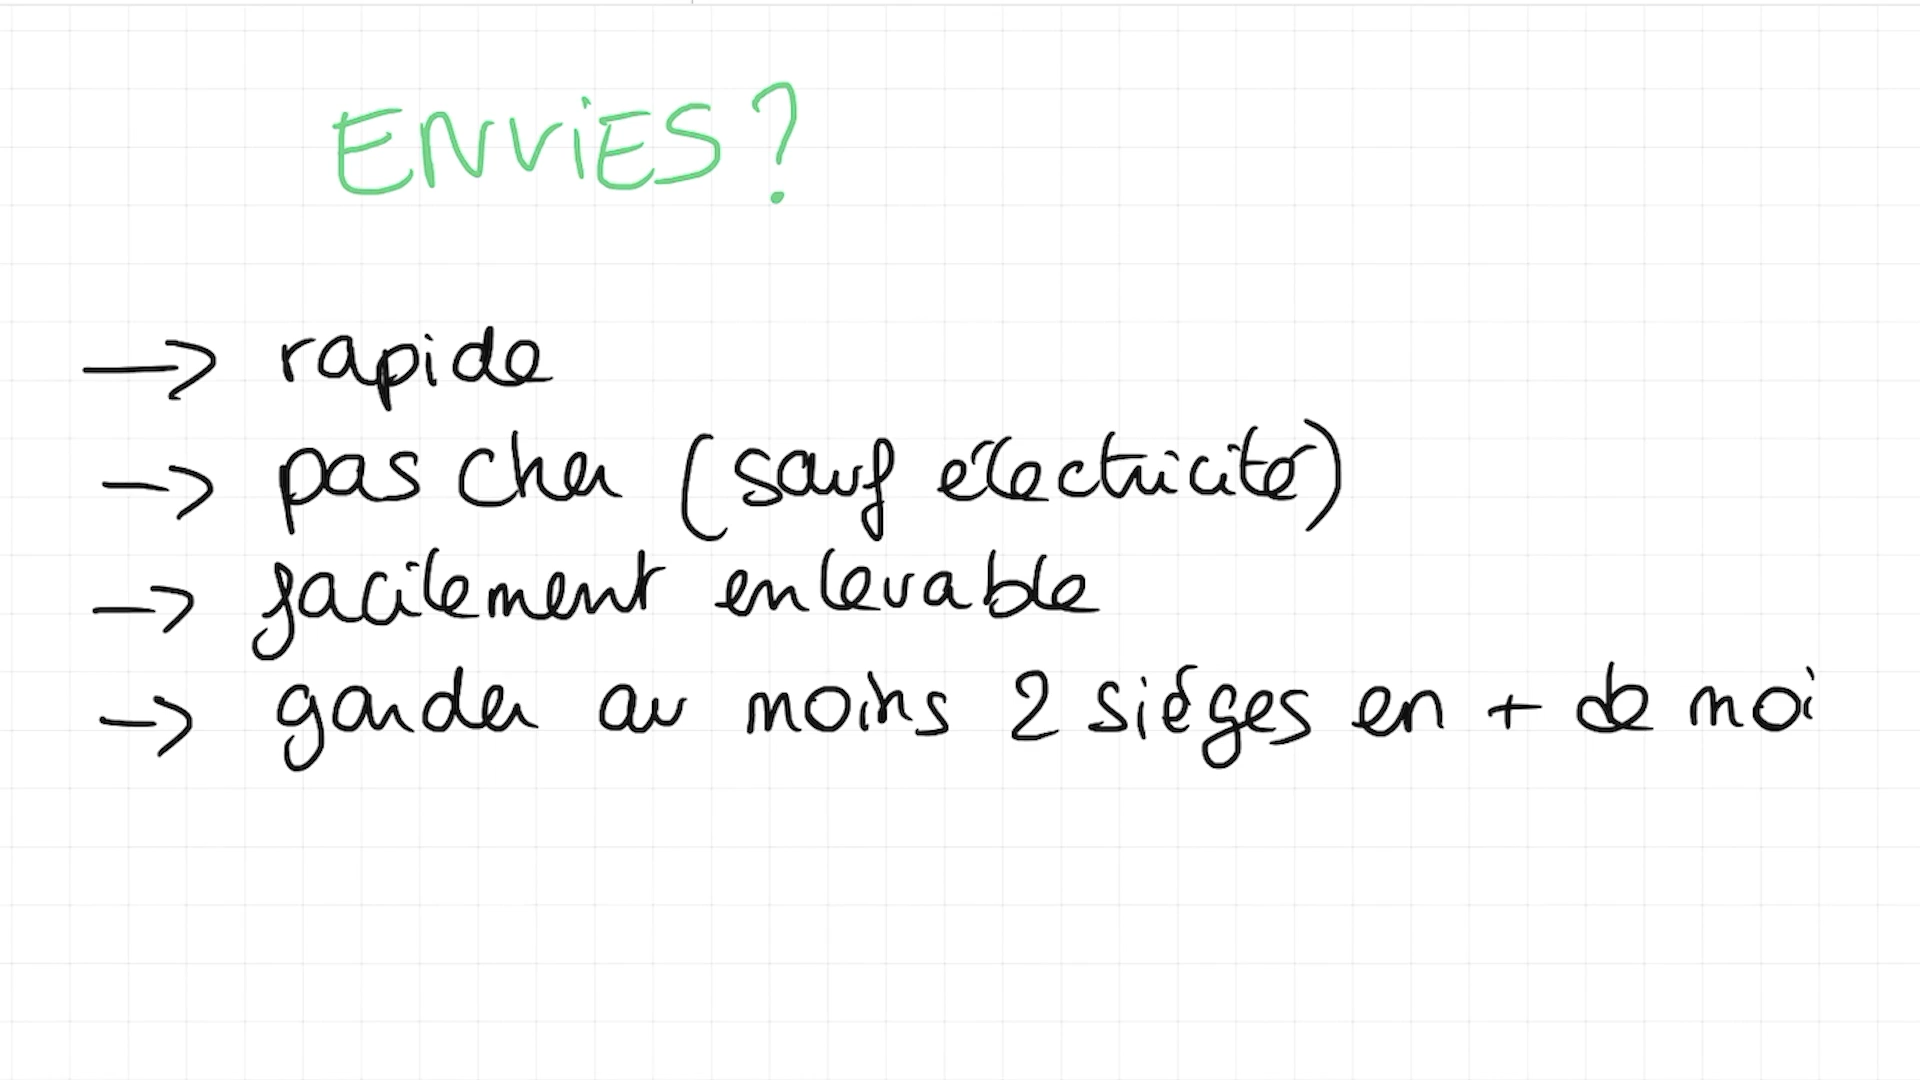 ENViES ?
—> rapide
—> pas cher (sauf électricité)
—> facilement enlevable
—> garder au moins 2 sièges en + de moi